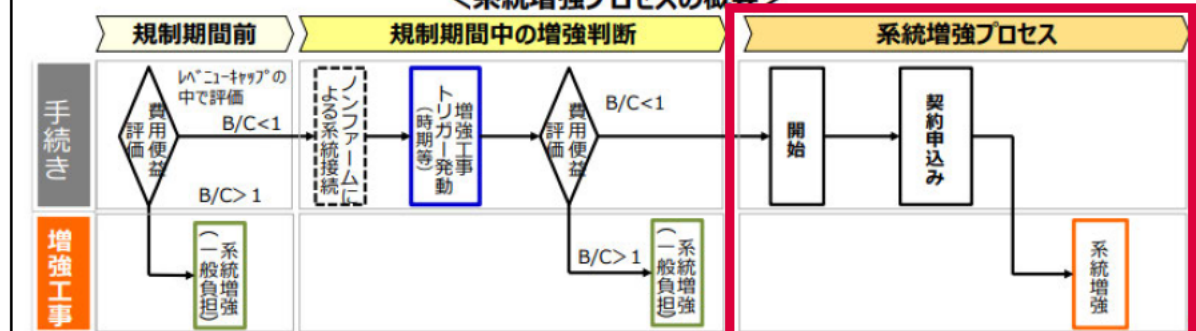 <系統増強プロセスの概要>
規制期間前
規制期間中の増強判断
系統増強プロセス
手続き
レベニューキャップの
中で評価
費用便益
評価
B/C<1
B/C>1
ノンファームに
よる系統接続
増強工事
トリガー発動
(時期等)
費用便益
評価
B/C<1
B/C>1
開始
契約申込み
増強工事
系統増強
(一般負担)
系統増強
(一般負担)
系統増強